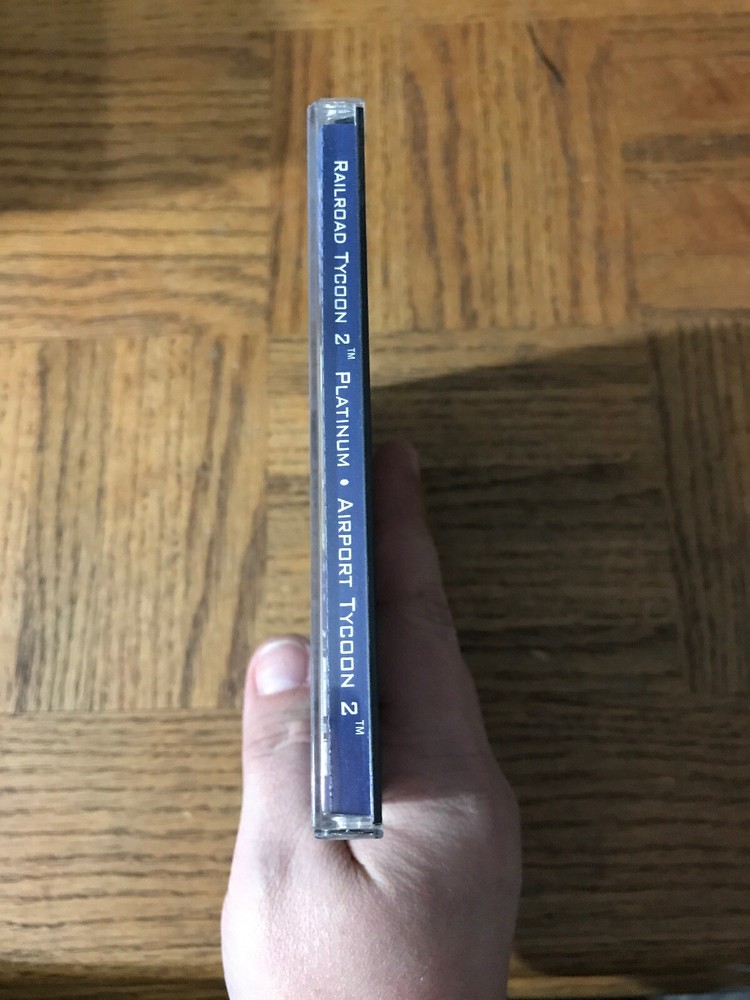 Railroad Tycoon 2™ Platinum • Airport Tycoon 2™